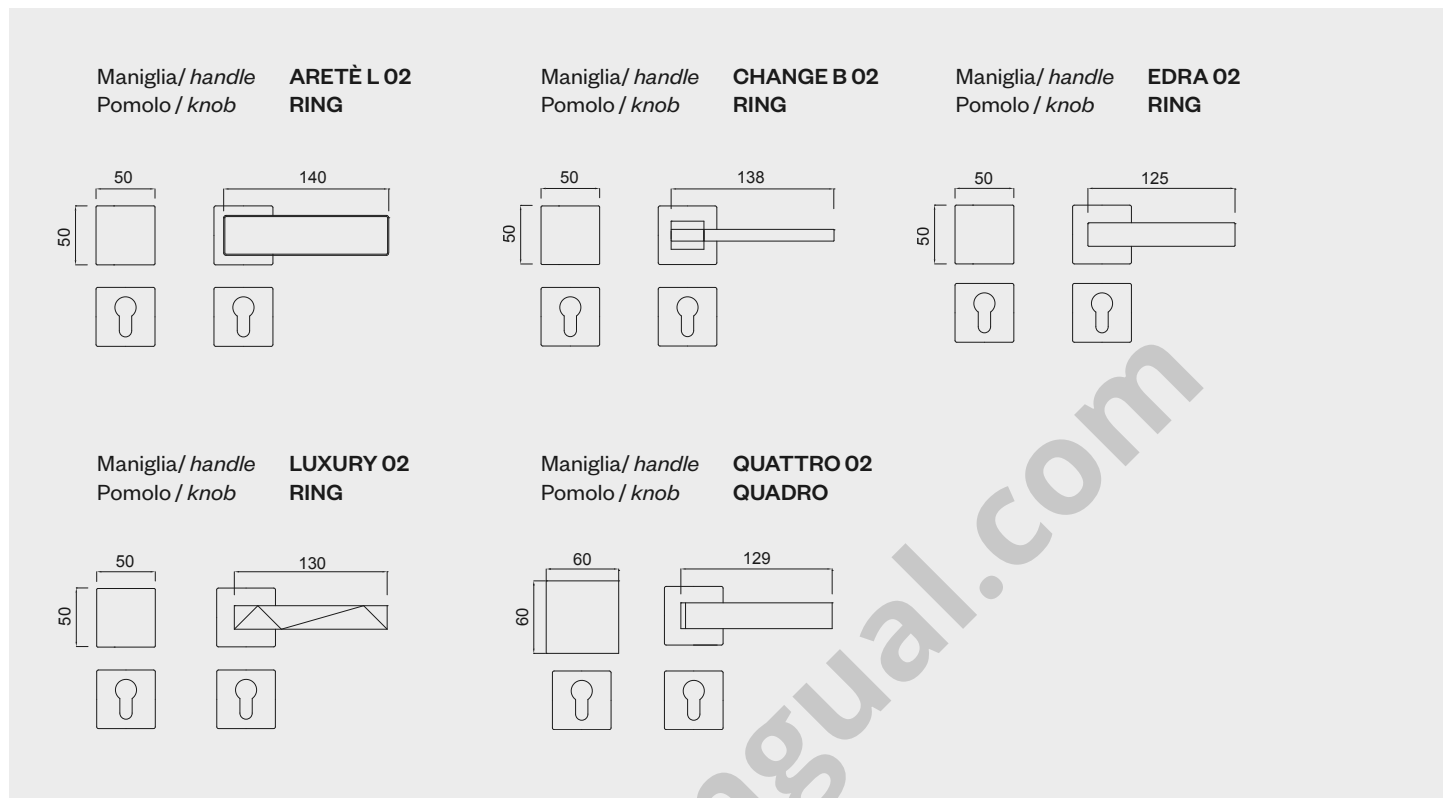 Maniglia/ handle ARETÈ L 02
Pomolo / knob RING
50 140
50
Maniglia/ handle CHANGE B 02
Pomolo / knob RING
50 138
50
Maniglia/ handle EDRA 02
Pomolo / knob RING
50 125
50
Maniglia/ handle LUXURY 02
Pomolo / knob RING
50 130
50
Maniglia/ handle QUATTRO 02
Pomolo / knob QUADRO
60 129
60
ngual.com